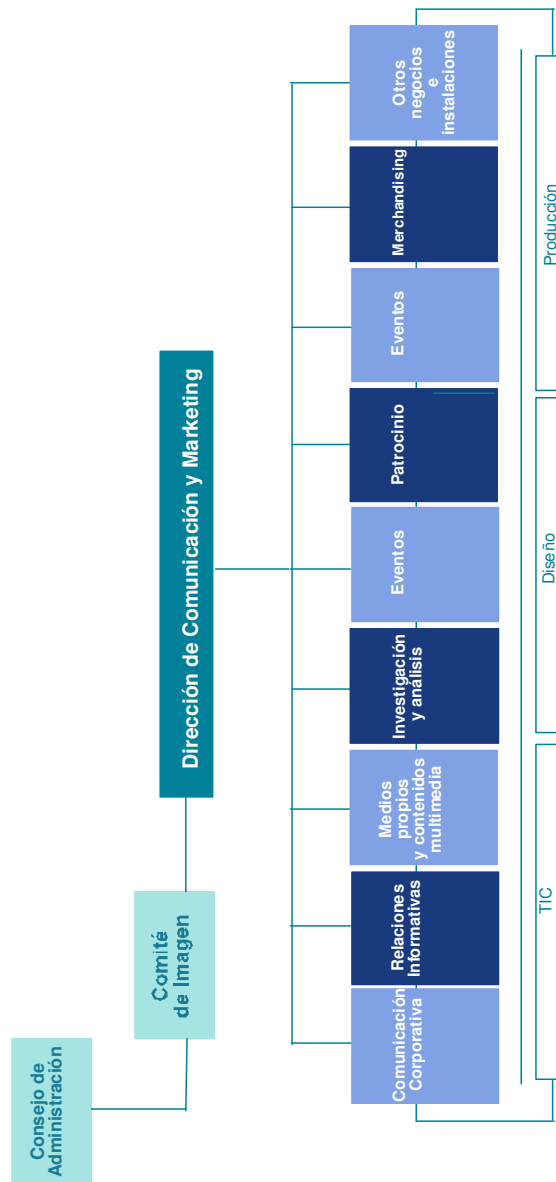 Consejo de
Administración
Comité
de Imagen
Dirección de Comunicación y Marketing
Comunicación
Corporativa
Relaciones
Informativas
Medios
propios
y contenidos
multimedia
Investigación
y análisis
Eventos
Patrocinio
Eventos
Merchandising
Otros
negocios
e
instalaciones
TIC
Diseño
Producción